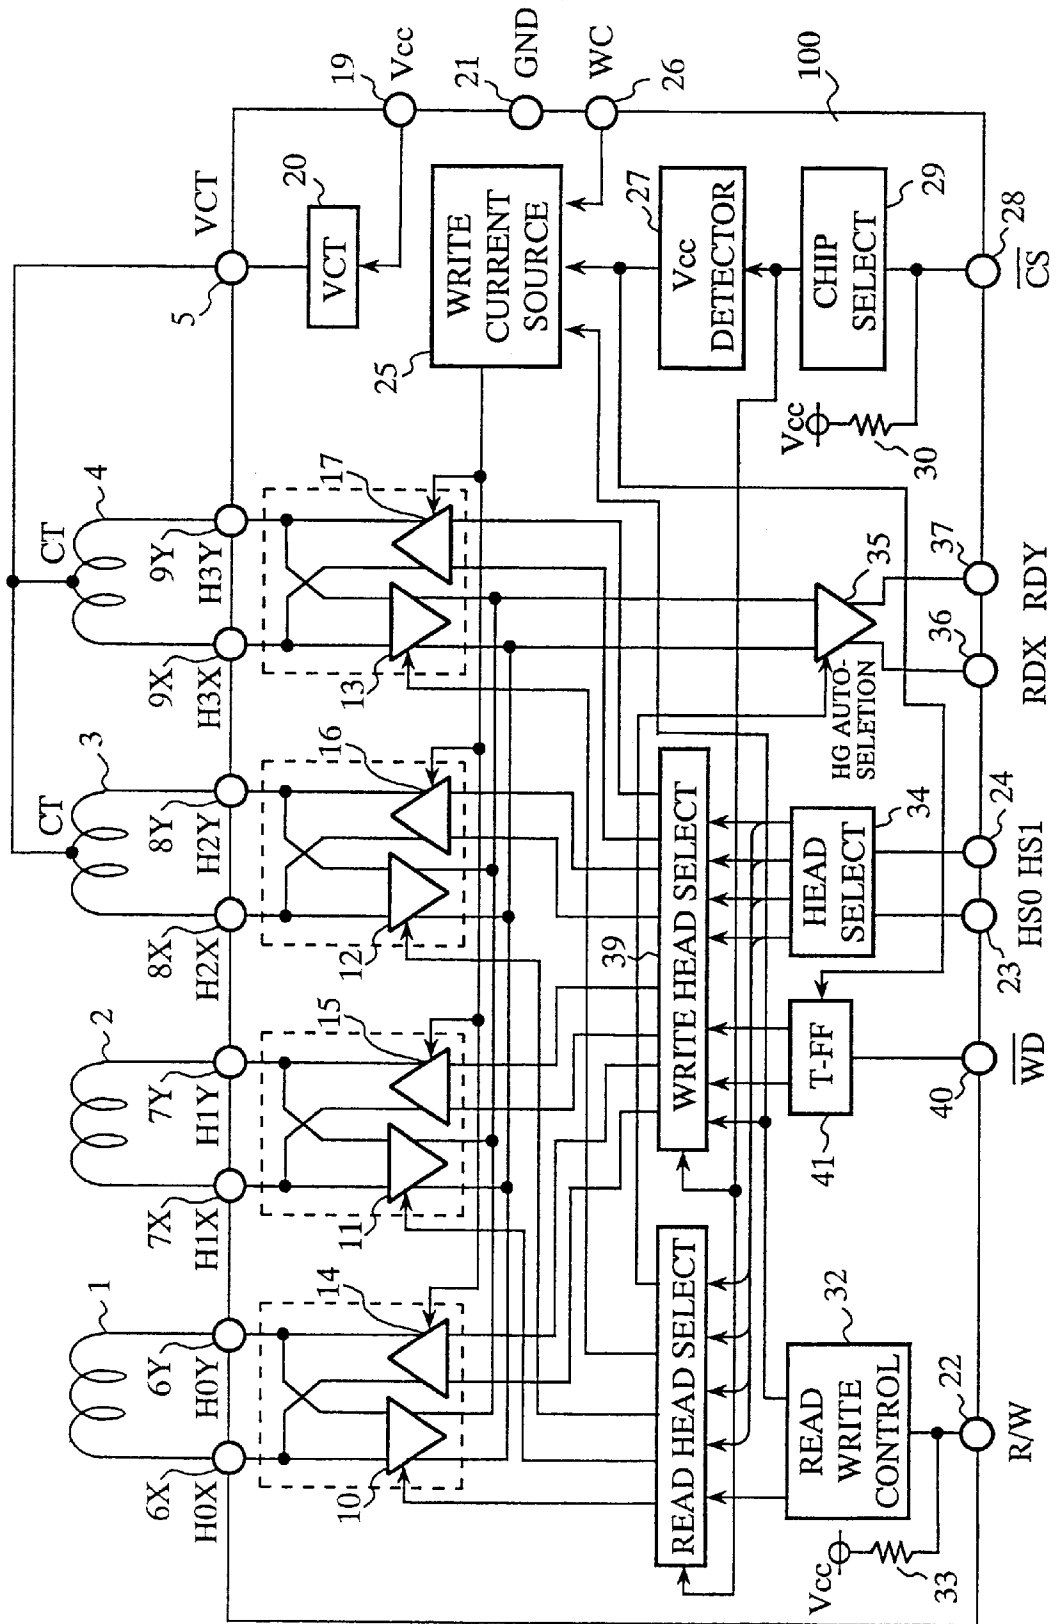 1
2
3
4
CT
CT
6X
6Y
7X
7Y
8X
8Y
9X
9Y
5
VCT
H0X
H0Y
H1X
H1Y
H2X
H2Y
H3X
H3Y
10
14
11
15
12
16
13
17
VCT
20
19
Vcc
21
GND
WC
26
WRITE
CURRENT
SOURCE
25
READ HEAD SELECT
WRITE HEAD SELECT
39
Vcc
DETECTOR
27
READ
WRITE
CONTROL
32
Vcc
33
T-FF
41
HEAD
SELECT
34
HG AUTO-
SELETION
35
Vcc
30
CHIP
SELECT
29
100
22
R/W
40
WD
23
HS0
24
HS1
36
RDX
37
RDY
28
CS